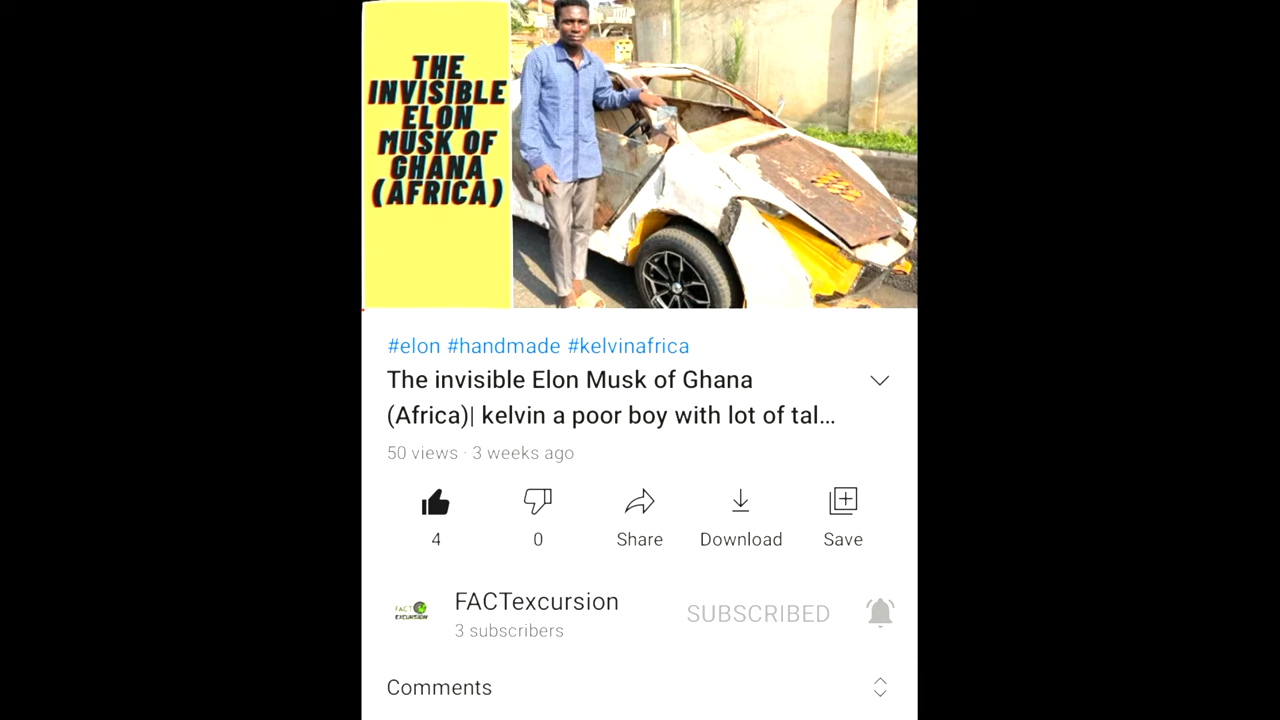 THE
INVISIBLE
ELON
MUSK OF
GHANA
(AFRICA)
#elon #handmade #kelvinafrica
The invisible Elon Musk of Ghana
(Africa)| kelvin a poor boy with lot of tal...
50 views · 3 weeks ago
4
0
Share
Download
Save
FACT
EXCURSION
FACTexcursion
3 subscribers
SUBSCRIBED
Comments